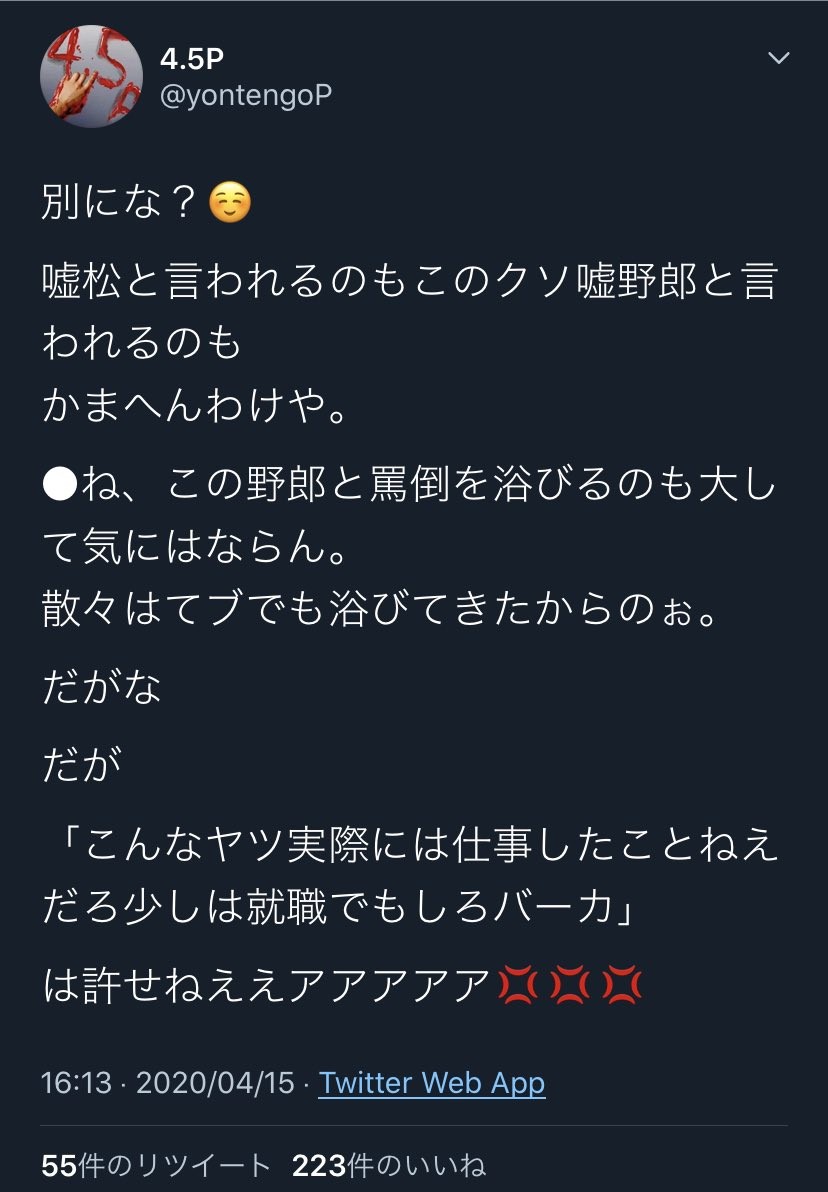 4.5P
@yontengoP
別にな？☺️
嘘松と言われるのもこのクソ嘘野郎と言
われるのも
かまへんわけや。
●ね、この野郎と罵倒を浴びるのも大し
て気にはならん。
散々はてブでも浴びてきたからのぉ。
だがな
だが
「こんなヤツ実際には仕事したことねえ
だろ少しは就職でもしろバーカ」
は許せねええアアアアア💢💢💢
16:13 · 2020/04/15 · Twitter Web App
55件のリツイート 223件のいいね